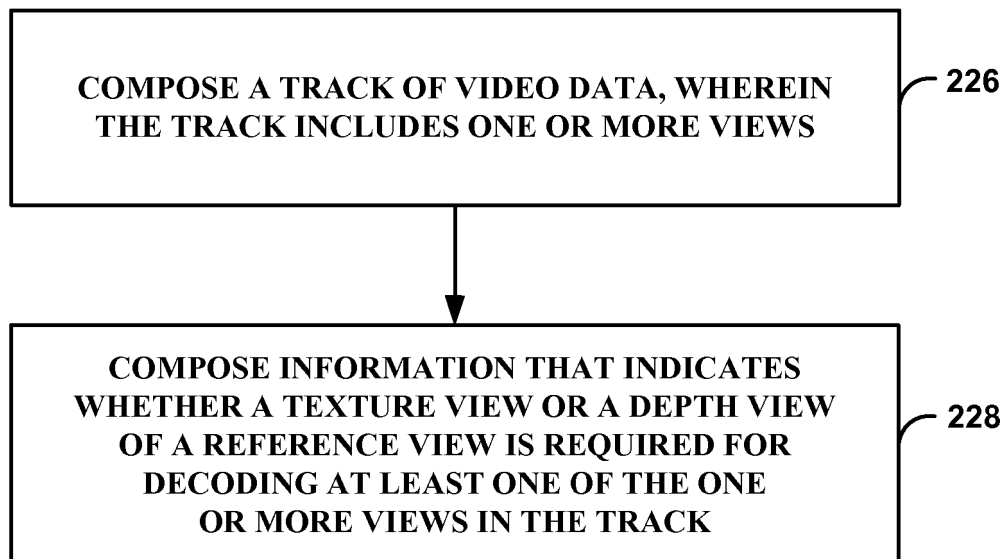 COMPOSE A TRACK OF VIDEO DATA, WHEREIN
THE TRACK INCLUDES ONE OR MORE VIEWS
226
COMPOSE INFORMATION THAT INDICATES
WHETHER A TEXTURE VIEW OR A DEPTH VIEW
OF A REFERENCE VIEW IS REQUIRED FOR
DECODING AT LEAST ONE OF THE ONE
OR MORE VIEWS IN THE TRACK
228